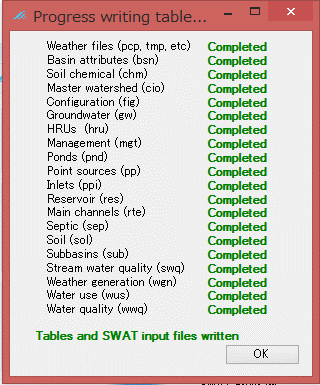 Progress writing table...
Weather files (pcp, tmp, etc) Completed
Basin attributes (bsn) Completed
Soil chemical (chm) Completed
Master watershed (cio) Completed
Configuration (fig) Completed
Groundwater (gw) Completed
HRUs (hru) Completed
Management (mgt) Completed
Ponds (pnd) Completed
Point sources (pp) Completed
Inlets (ppi) Completed
Reservoir (res) Completed
Main channels (rte) Completed
Septic (sep) Completed
Soil (sol) Completed
Subbasins (sub) Completed
Stream water quality (swq) Completed
Weather generation (wgn) Completed
Water use (wus) Completed
Water quality (wwq) Completed
Tables and SWAT input files written
OK